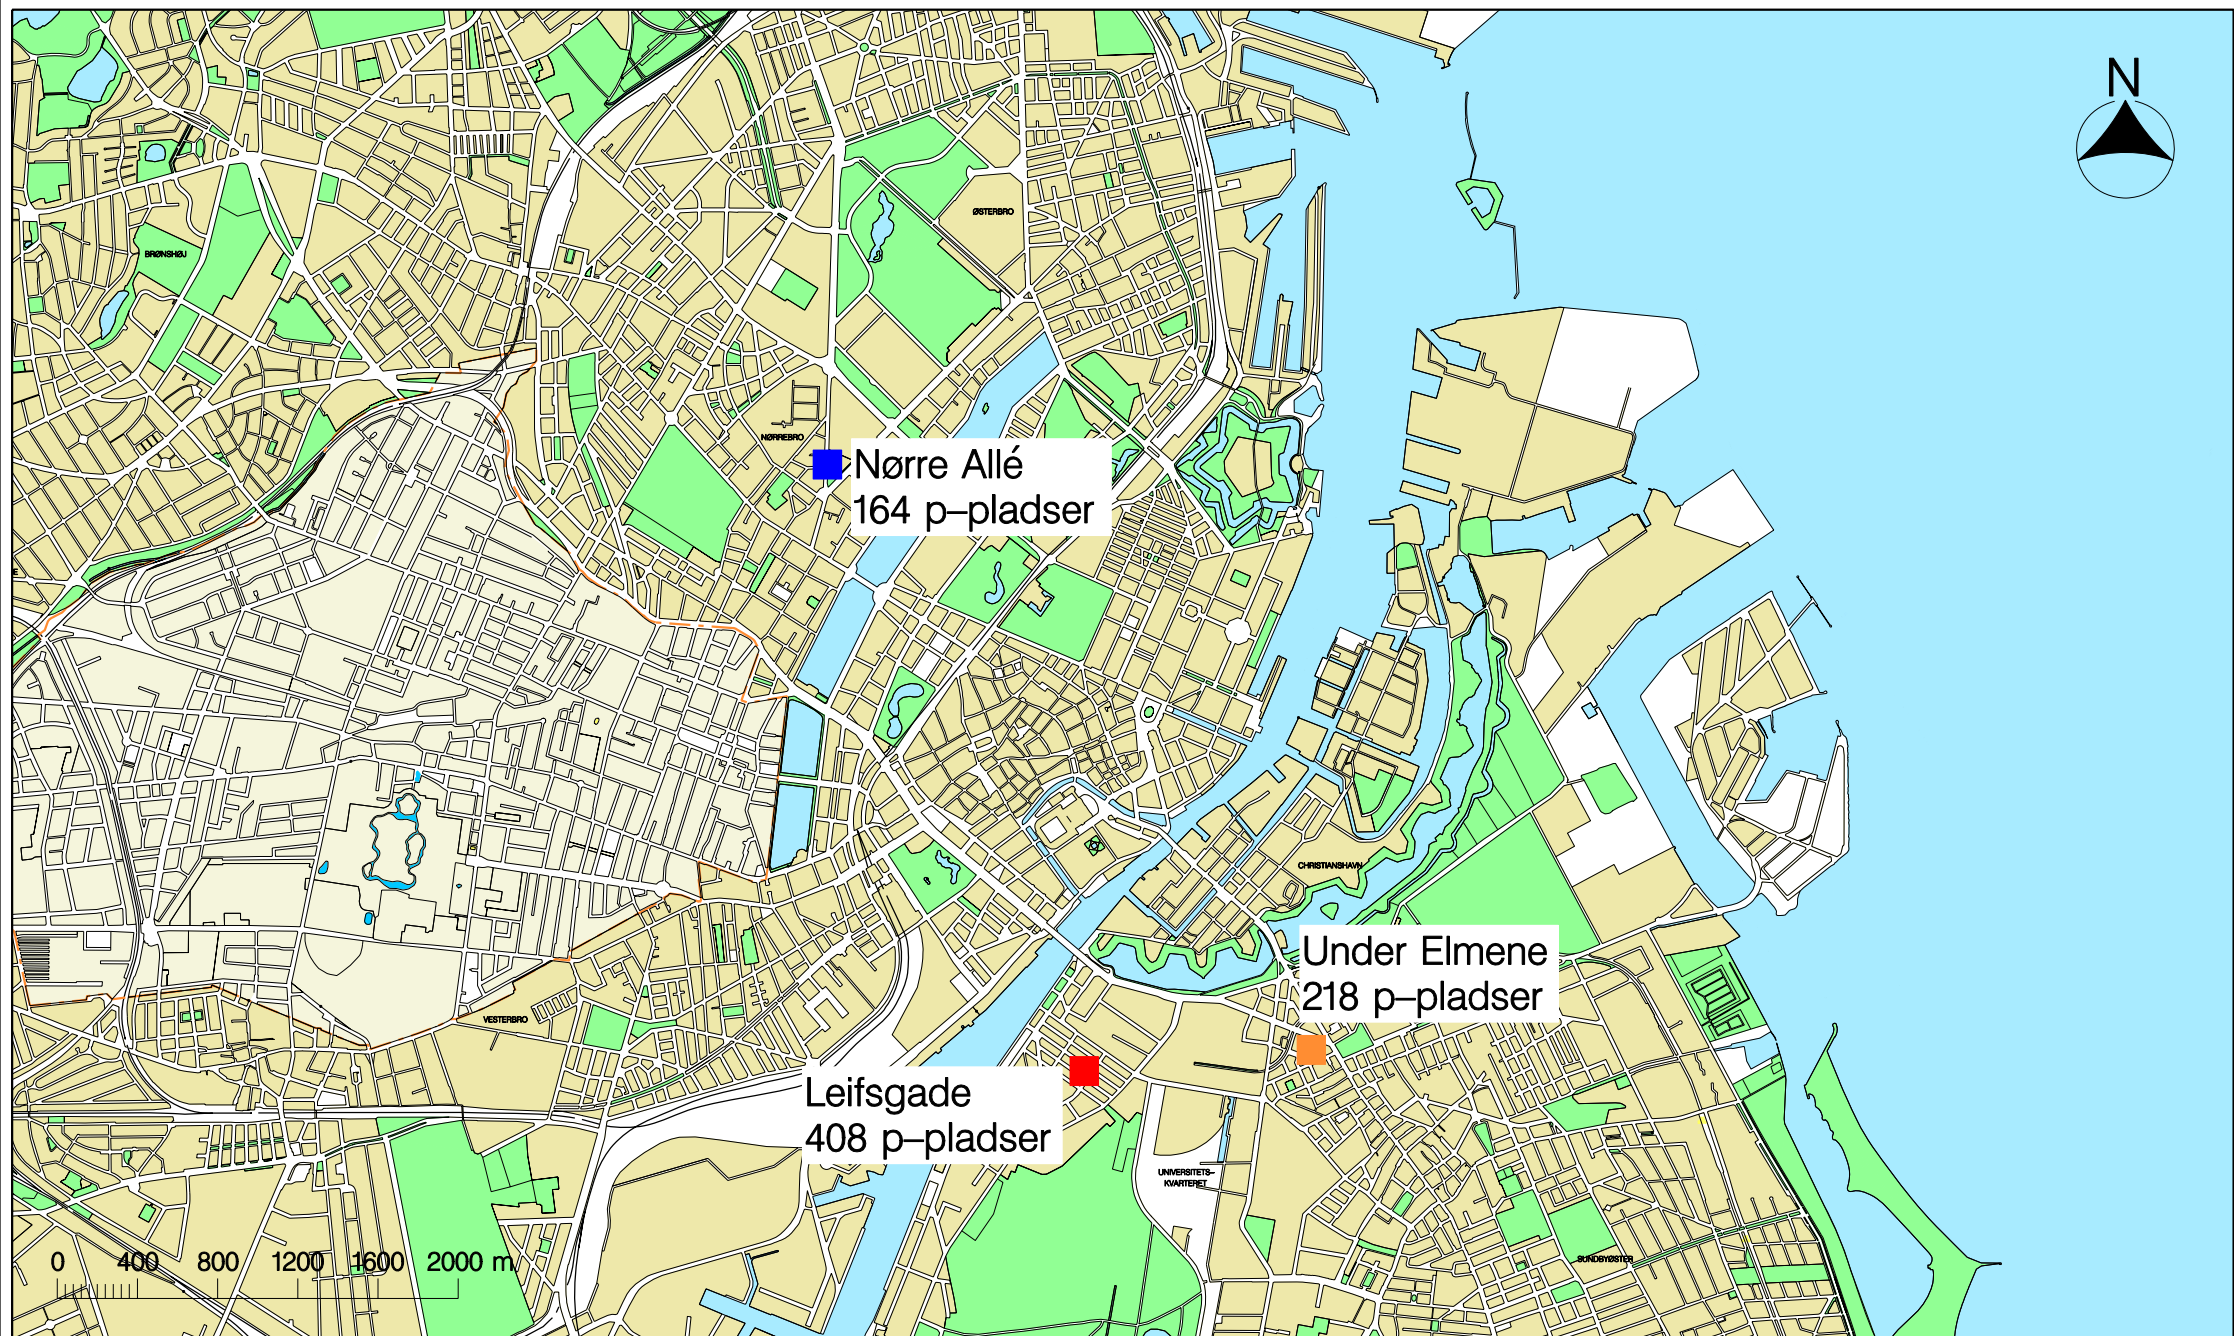 N
ØSTERBRO
BRØNSHØJ
NØRREBRO
Nørre Allé
164 p–pladser
E
CHRISTIANSHAVN
Under Elmene
218 p–pladser
VESTERBRO
Leifsgade
408 p–pladser
UNIVERSITETS–
KVARTERET
SUNDBYØSTER
0 400 800 1200 1600 2000 m